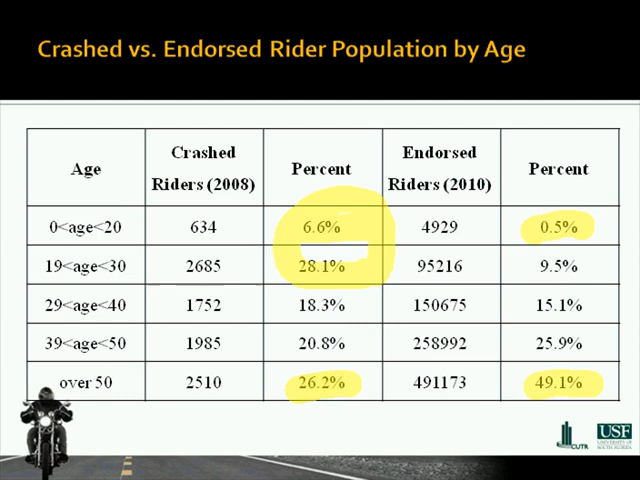 Crashed vs. Endorsed Rider Population by Age
Age Crashed Riders (2008) Percent Endorsed Riders (2010) Percent
0<age<20 634 6.6% 4929 0.5%
19<age<30 2685 28.1% 95216 9.5%
29<age<40 1752 18.3% 150675 15.1%
39<age<50 1985 20.8% 258992 25.9%
over 50 2510 26.2% 491173 49.1%
CUTR
USF
UNIVERSITY OF
SOUTH FLORIDA